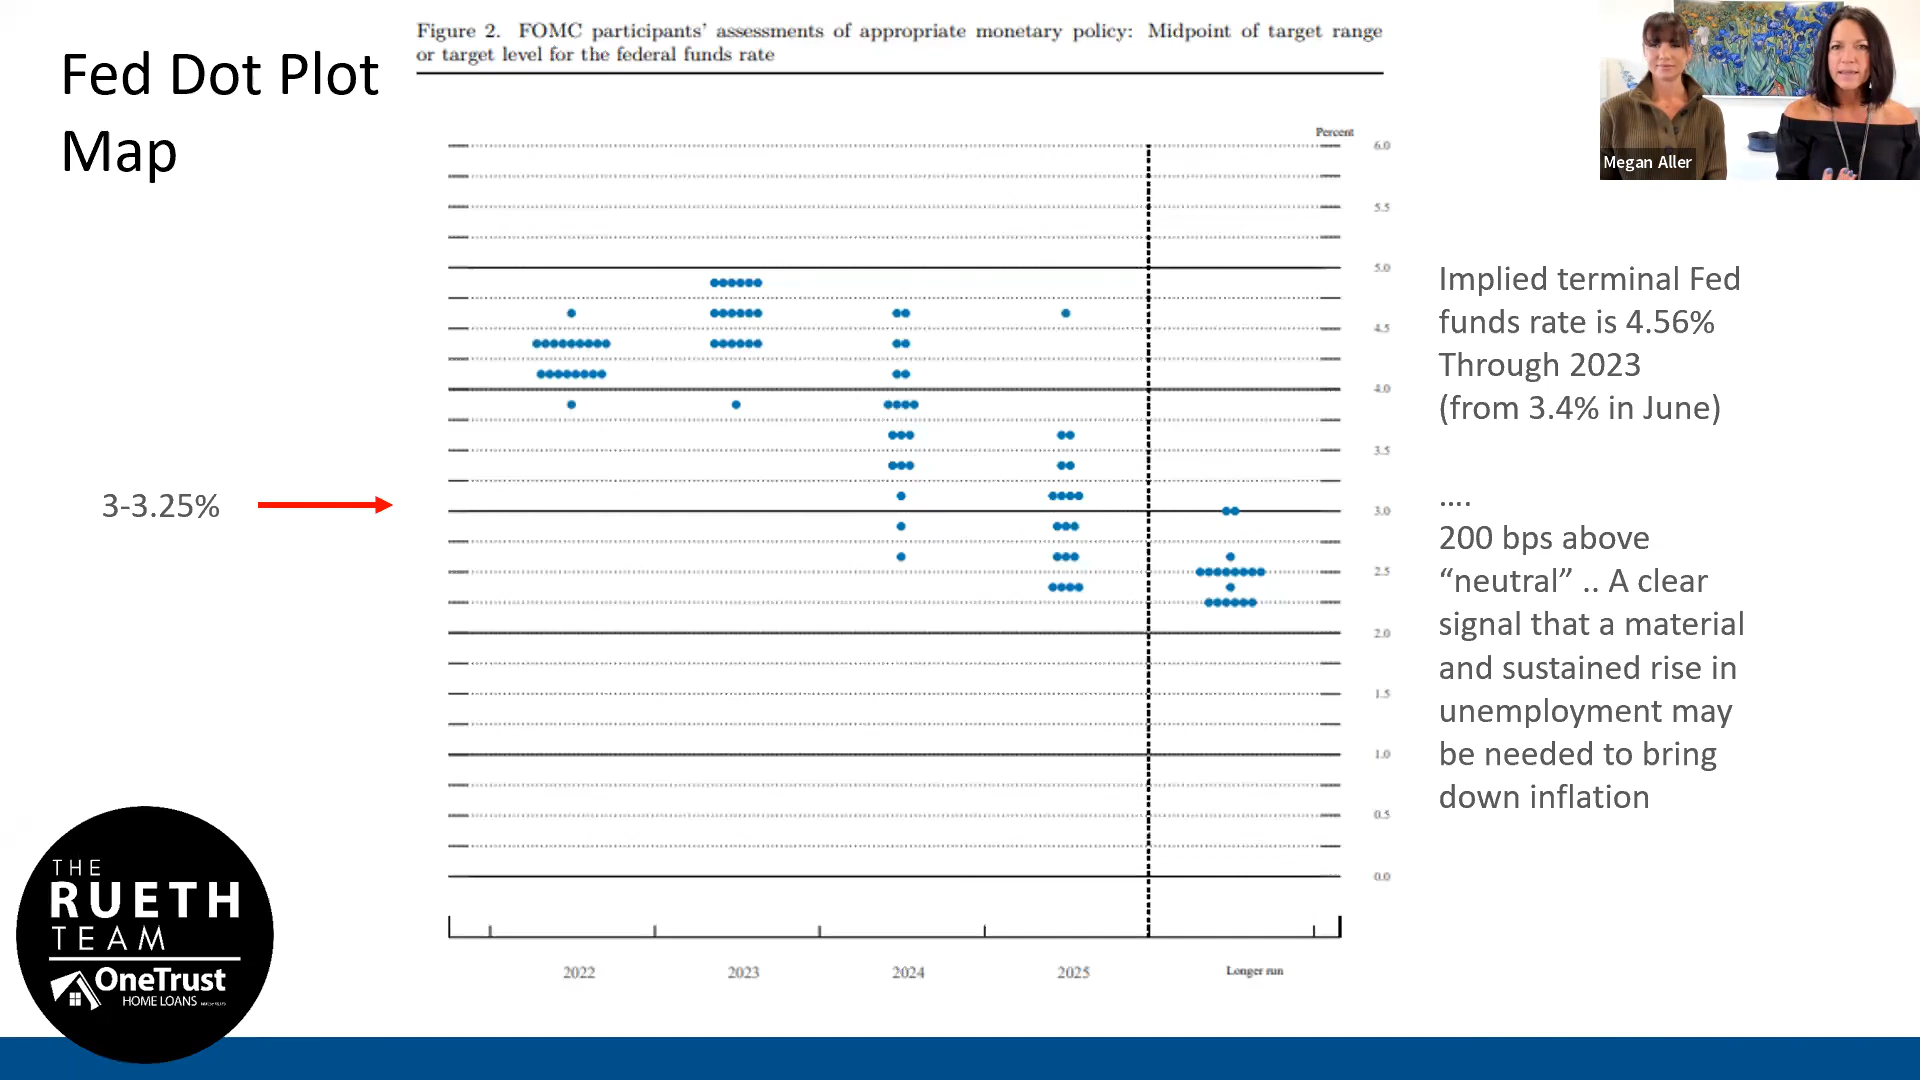 Fed Dot Plot
Map
Figure 2. FOMC participants' assessments of appropriate monetary policy: Midpoint of target range
or target level for the federal funds rate
Megan Aller
Percent
6.0
5.5
5.0
4.5
4.0
3.5
3.0
2.5
2.0
1.5
1.0
0.5
0.0
3-3.25%
Implied terminal Fed
funds rate is 4.56%
Through 2023
(from 3.4% in June)
....
200 bps above
“neutral” .. A clear
signal that a material
and sustained rise in
unemployment may
be needed to bring
down inflation
2022
2023
2024
2025
Longer run
THE
RUETH
TEAM
OneTrust
HOME LOANS